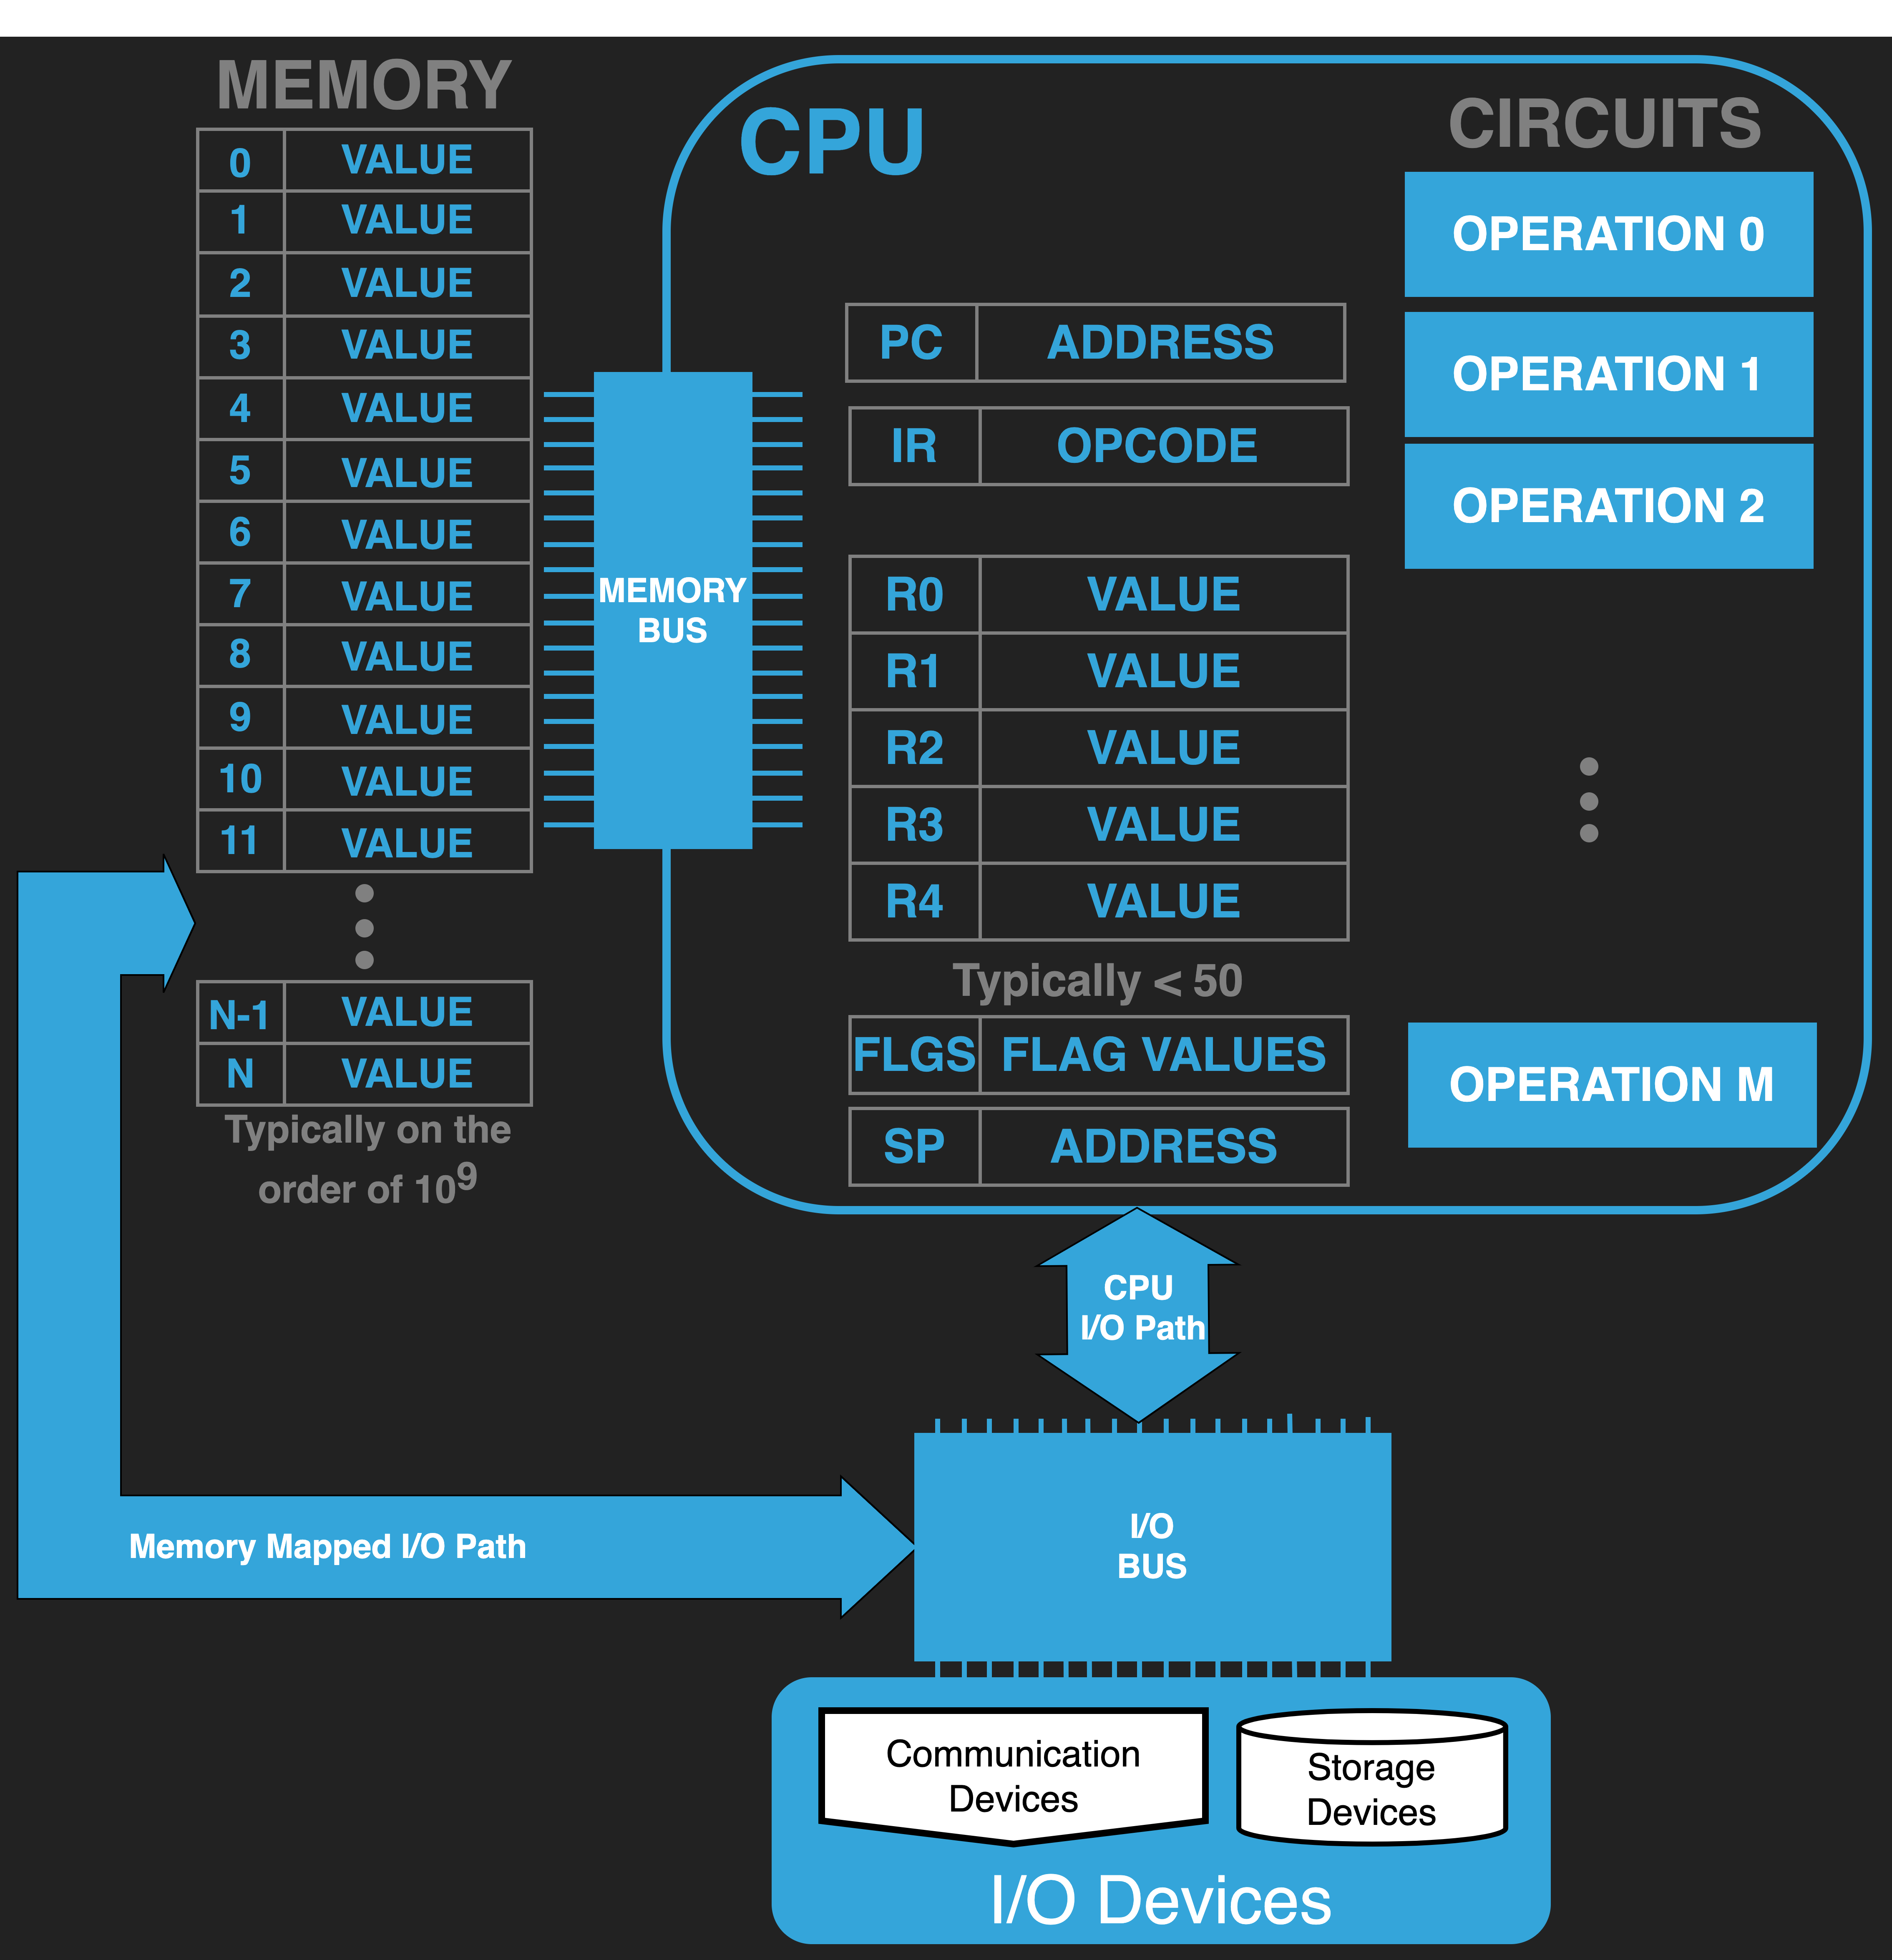 MEMORY
0 VALUE
1 VALUE
2 VALUE
3 VALUE
4 VALUE
5 VALUE
6 VALUE
7 VALUE
8 VALUE
9 VALUE
10 VALUE
11 VALUE
N-1 VALUE
N VALUE
Typically on the
order of 10⁹
MEMORY
BUS
CPU
PC ADDRESS
IR OPCODE
R0 VALUE
R1 VALUE
R2 VALUE
R3 VALUE
R4 VALUE
Typically < 50
FLGS FLAG VALUES
SP ADDRESS
CIRCUITS
OPERATION 0
OPERATION 1
OPERATION 2
OPERATION M
CPU
I/O Path
Memory Mapped I/O Path
I/O
BUS
Communication
Devices
Storage
Devices
I/O Devices